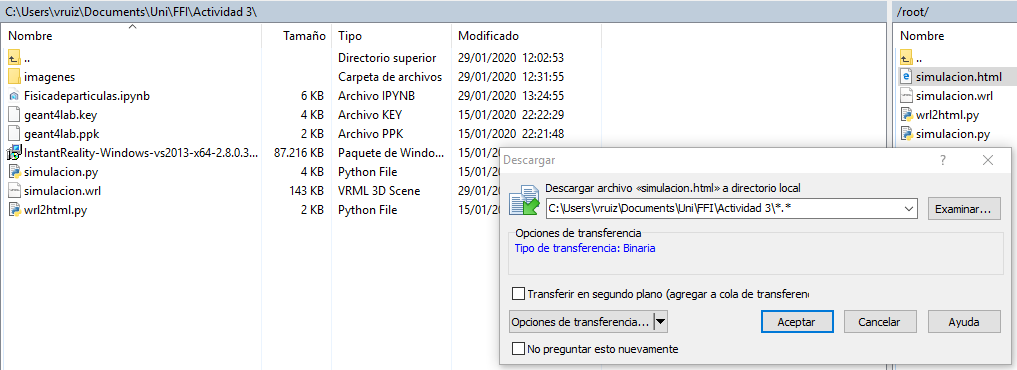 C:\Users\vruiz\Documents\Uni\FFI\Actividad 3\
Nombre Tamaño Tipo Modificado
.. Directorio superior 29/01/2020 12:02:53
imagenes Carpeta de archivos 29/01/2020 12:31:55
Fisicadeparticulas.ipynb 6 KB Archivo IPYNB 29/01/2020 13:24:55
geant4lab.key 4 KB Archivo KEY 15/01/2020 22:22:29
geant4lab.ppk 2 KB Archivo PPK 15/01/2020 22:21:48
InstantReality-Windows-vs2013-x64-2.8.0.3... 87.216 KB Paquete de Windo... 15/01/2020
simulacion.py 4 KB Python File 15/01/2020
simulacion.wrl 143 KB VRML 3D Scene 29/01/2020
wrl2html.py 2 KB Python File 15/01/2020
/root/
Nombre
..
simulacion.html
simulacion.wrl
wrl2html.py
simulacion.py
Descargar ?
Descargar archivo «simulacion.html» a directorio local
C:\Users\vruiz\Documents\Uni\FFI\Actividad 3\*.*
Examinar...
Opciones de transferencia
Tipo de transferencia: Binaria
Transferir en segundo plano (agregar a cola de transferen
Opciones de transferencia... Aceptar Cancelar Ayuda
No preguntar esto nuevamente